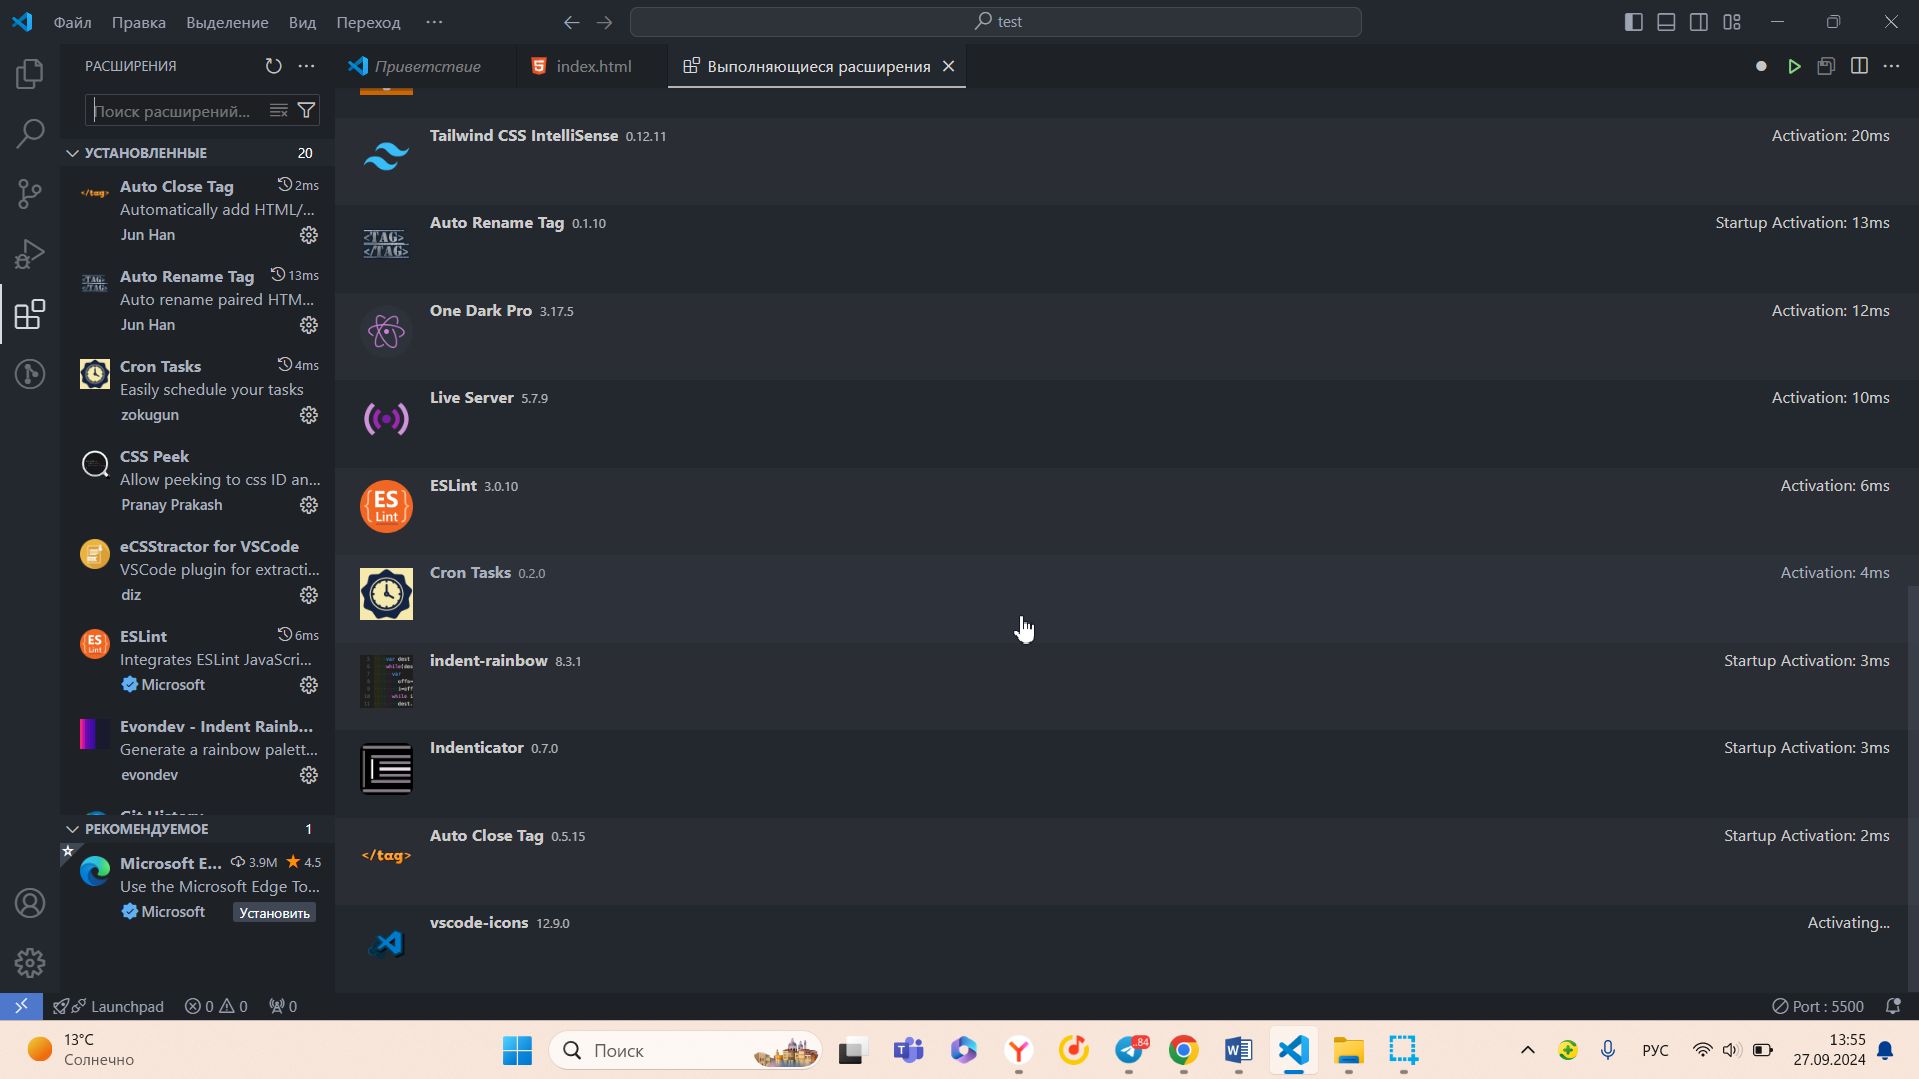 Файл Правка Выделение Вид Переход ···
test
РАСШИРЕНИЯ
Поиск расширений...
УСТАНОВЛЕННЫЕ 20
Auto Close Tag 2ms
Automatically add HTML/...
Jun Han
Auto Rename Tag 13ms
Auto rename paired HTM...
Jun Han
Cron Tasks 4ms
Easily schedule your tasks
zokugun
CSS Peek
Allow peeking to css ID an...
Pranay Prakash
eCSStractor for VSCode
VSCode plugin for extracti...
diz
ESLint 6ms
Integrates ESLint JavaScri...
Microsoft
Evondev - Indent Rainb...
Generate a rainbow palett...
evondev
РЕКОМЕНДУЕМОЕ 1
Microsoft E... 3.9M 4.5
Use the Microsoft Edge To...
Microsoft Установить
Приветствие index.html Выполняющиеся расширения
Tailwind CSS IntelliSense 0.12.11 Activation: 20ms
Auto Rename Tag 0.1.10 Startup Activation: 13ms
<TAG>
</TAG>
One Dark Pro 3.17.5 Activation: 12ms
Live Server 5.7.9 Activation: 10ms
ESLint 3.0.10 Activation: 6ms
ES
Lint
Cron Tasks 0.2.0 Activation: 4ms
indent-rainbow 8.3.1 Startup Activation: 3ms
Indenticator 0.7.0 Startup Activation: 3ms
Auto Close Tag 0.5.15 Startup Activation: 2ms
</tag>
vscode-icons 12.9.0 Activating...
Launchpad 0 0 0 Port : 5500
13°C
Солнечно
Поиск
84
РУС
13:55
27.09.2024